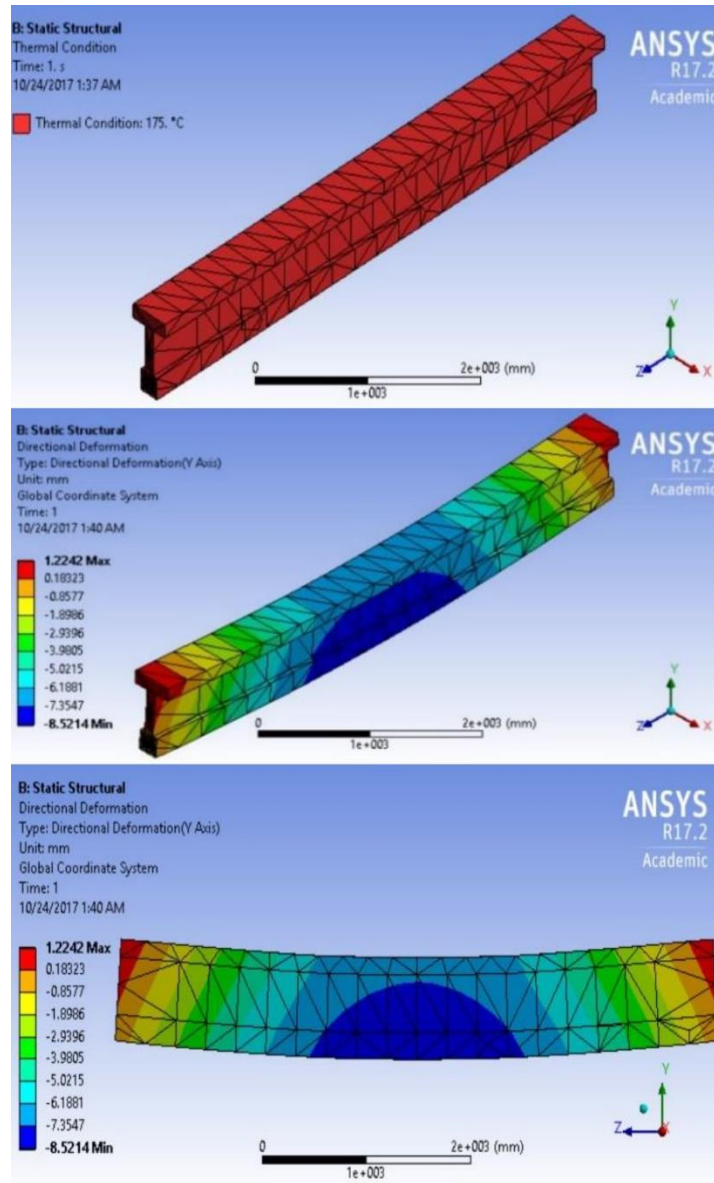 B: Static Structural
Thermal Condition
Time: 1. s
10/24/2017 1:37 AM
Thermal Condition: 175. °C
ANSYS
R17.2
Academic
0
2e+003 (mm)
1e+003
Y
Z
X
B: Static Structural
Directional Deformation
Type: Directional Deformation(Y Axis)
Unit: mm
Global Coordinate System
Time: 1
10/24/2017 1:40 AM
ANSYS
R17.2
Academic
1.2242 Max
0.18323
-0.8577
-1.8986
-2.9396
-3.9805
-5.0215
-6.1881
-7.3547
-8.5214 Min
0
2e+003 (mm)
1e+003
Y
Z
X
B: Static Structural
Directional Deformation
Type: Directional Deformation(Y Axis)
Unit: mm
Global Coordinate System
Time: 1
10/24/2017 1:40 AM
ANSYS
R17.2
Academic
1.2242 Max
0.18323
-0.8577
-1.8986
-2.9396
-3.9805
-5.0215
-6.1881
-7.3547
-8.5214 Min
0
2e+003 (mm)
1e+003
Y
Z
X